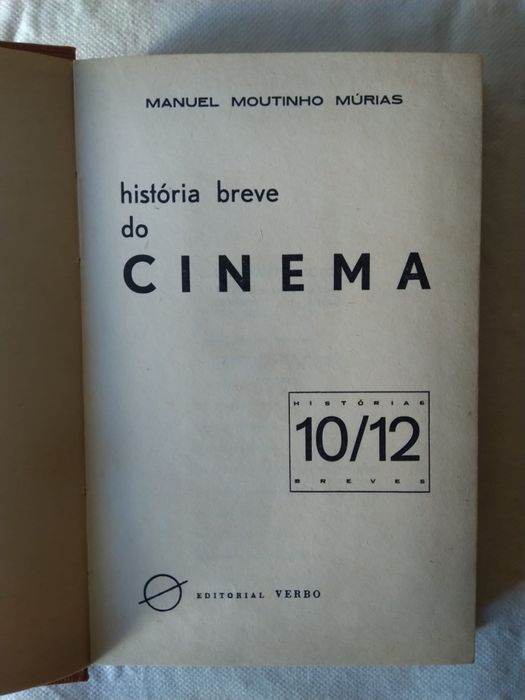 MANUEL MOUTINHO MÚRIAS
história breve
do
CINEMA
HISTÓRIAS
10/12
BREVES
EDITORIAL VERBO